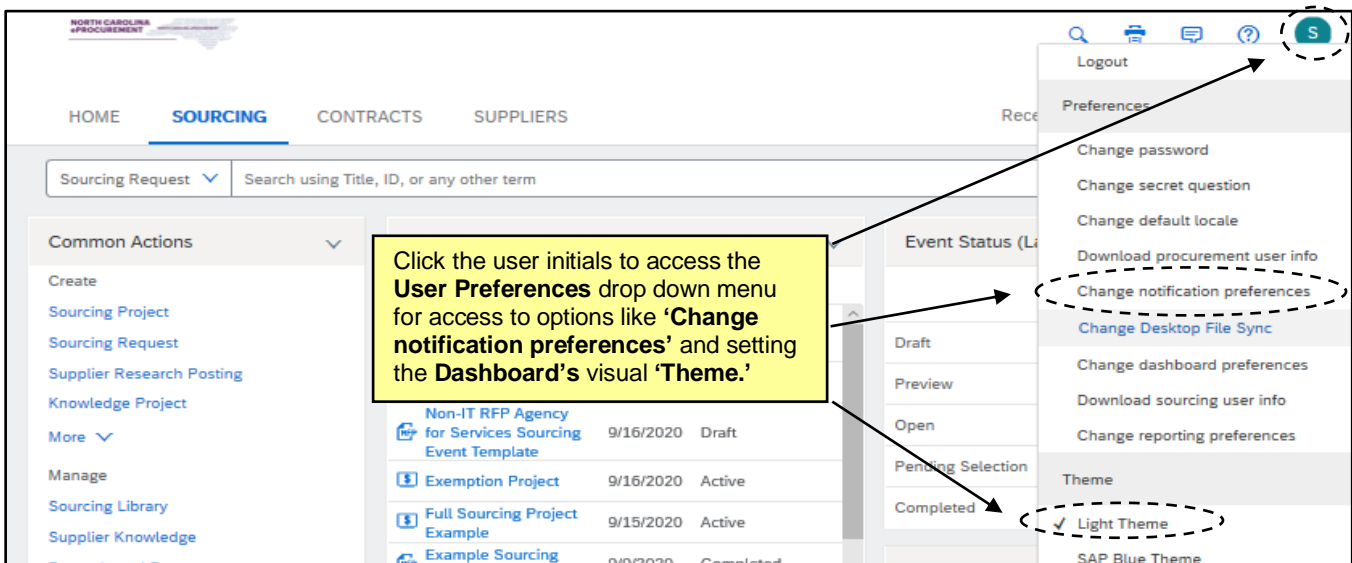 NORTH CAROLINA
ePROCUREMENT
S
Logout
HOME SOURCING CONTRACTS SUPPLIERS
Rece
Preferences
Change password
Change secret question
Change default locale
Download procurement user info
Change notification preferences
Change Desktop File Sync
Change dashboard preferences
Download sourcing user info
Change reporting preferences
Theme
✓ Light Theme
SAP Blue Theme
Sourcing Request Search using Title, ID, or any other term
Common Actions
Create
Sourcing Project
Sourcing Request
Supplier Research Posting
Knowledge Project
More
Manage
Sourcing Library
Supplier Knowledge
Click the user initials to access the
User Preferences drop down menu
for access to options like ‘Change
notification preferences’ and setting
the Dashboard’s visual ‘Theme.’
Non-IT RFP Agency
for Services Sourcing 9/16/2020 Draft
Event Template
Exemption Project 9/16/2020 Active
Full Sourcing Project
Example 9/15/2020 Active
Example Sourcing
Completed
Event Status (La
Draft
Preview
Open
Pending Selection
Completed